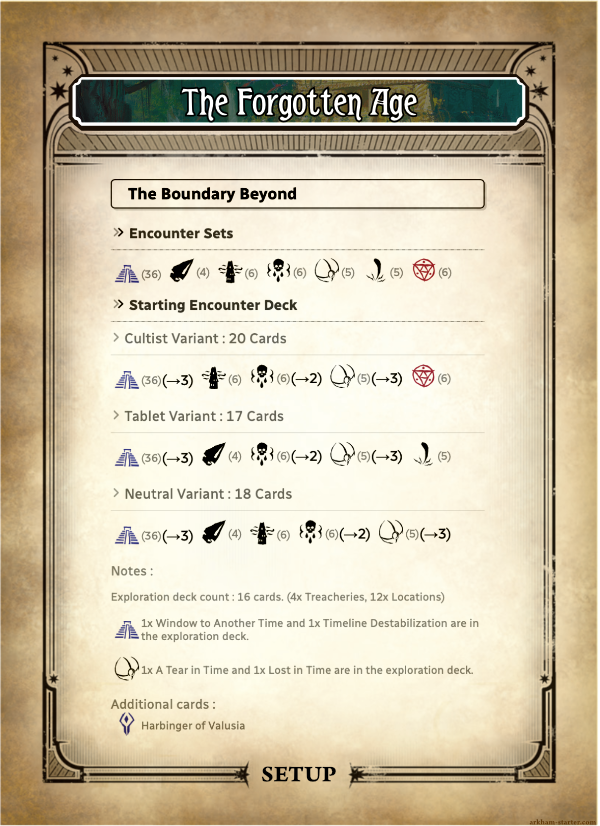 The Forgotten Age
The Boundary Beyond
Encounter Sets
(36) (4) (6) (6) (5) (5) (6)
Starting Encounter Deck
Cultist Variant : 20 Cards
(36)(→3) (6) (6)(→2) (5)(→3) (6)
Tablet Variant : 17 Cards
(36)(→3) (4) (6)(→2) (5)(→3) (5)
Neutral Variant : 18 Cards
(36)(→3) (4) (6) (6)(→2) (5)(→3)
Notes :
Exploration deck count : 16 cards. (4x Treacheries, 12x Locations)
1x Window to Another Time and 1x Timeline Destabilization are in
the exploration deck.
1x A Tear in Time and 1x Lost in Time are in the exploration deck.
Additional cards :
Harbinger of Valusia
SETUP
arkham-starter.com